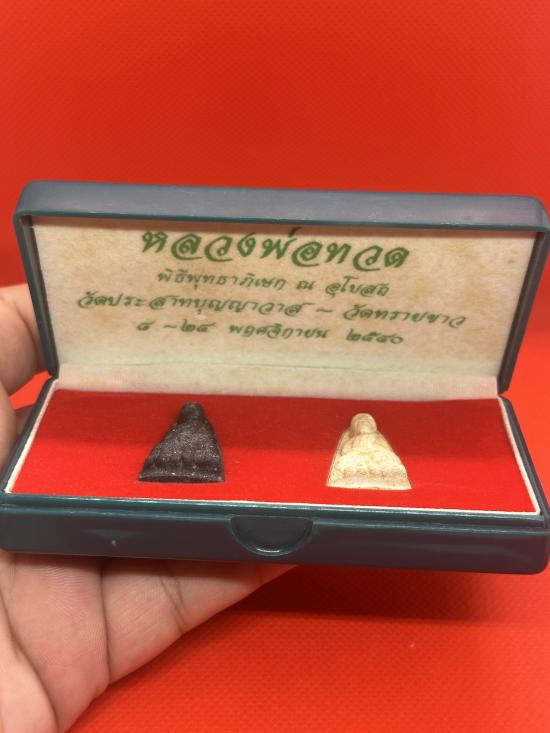 หลวงพ่อทวด
พิธีพุทธาภิเษก ณ อุโบสถ
วัดประสาทบุญญาวาส ~ วัดทรายขาว
๘ ~ ๒๘ พฤศจิกายน ๒๕๔๐